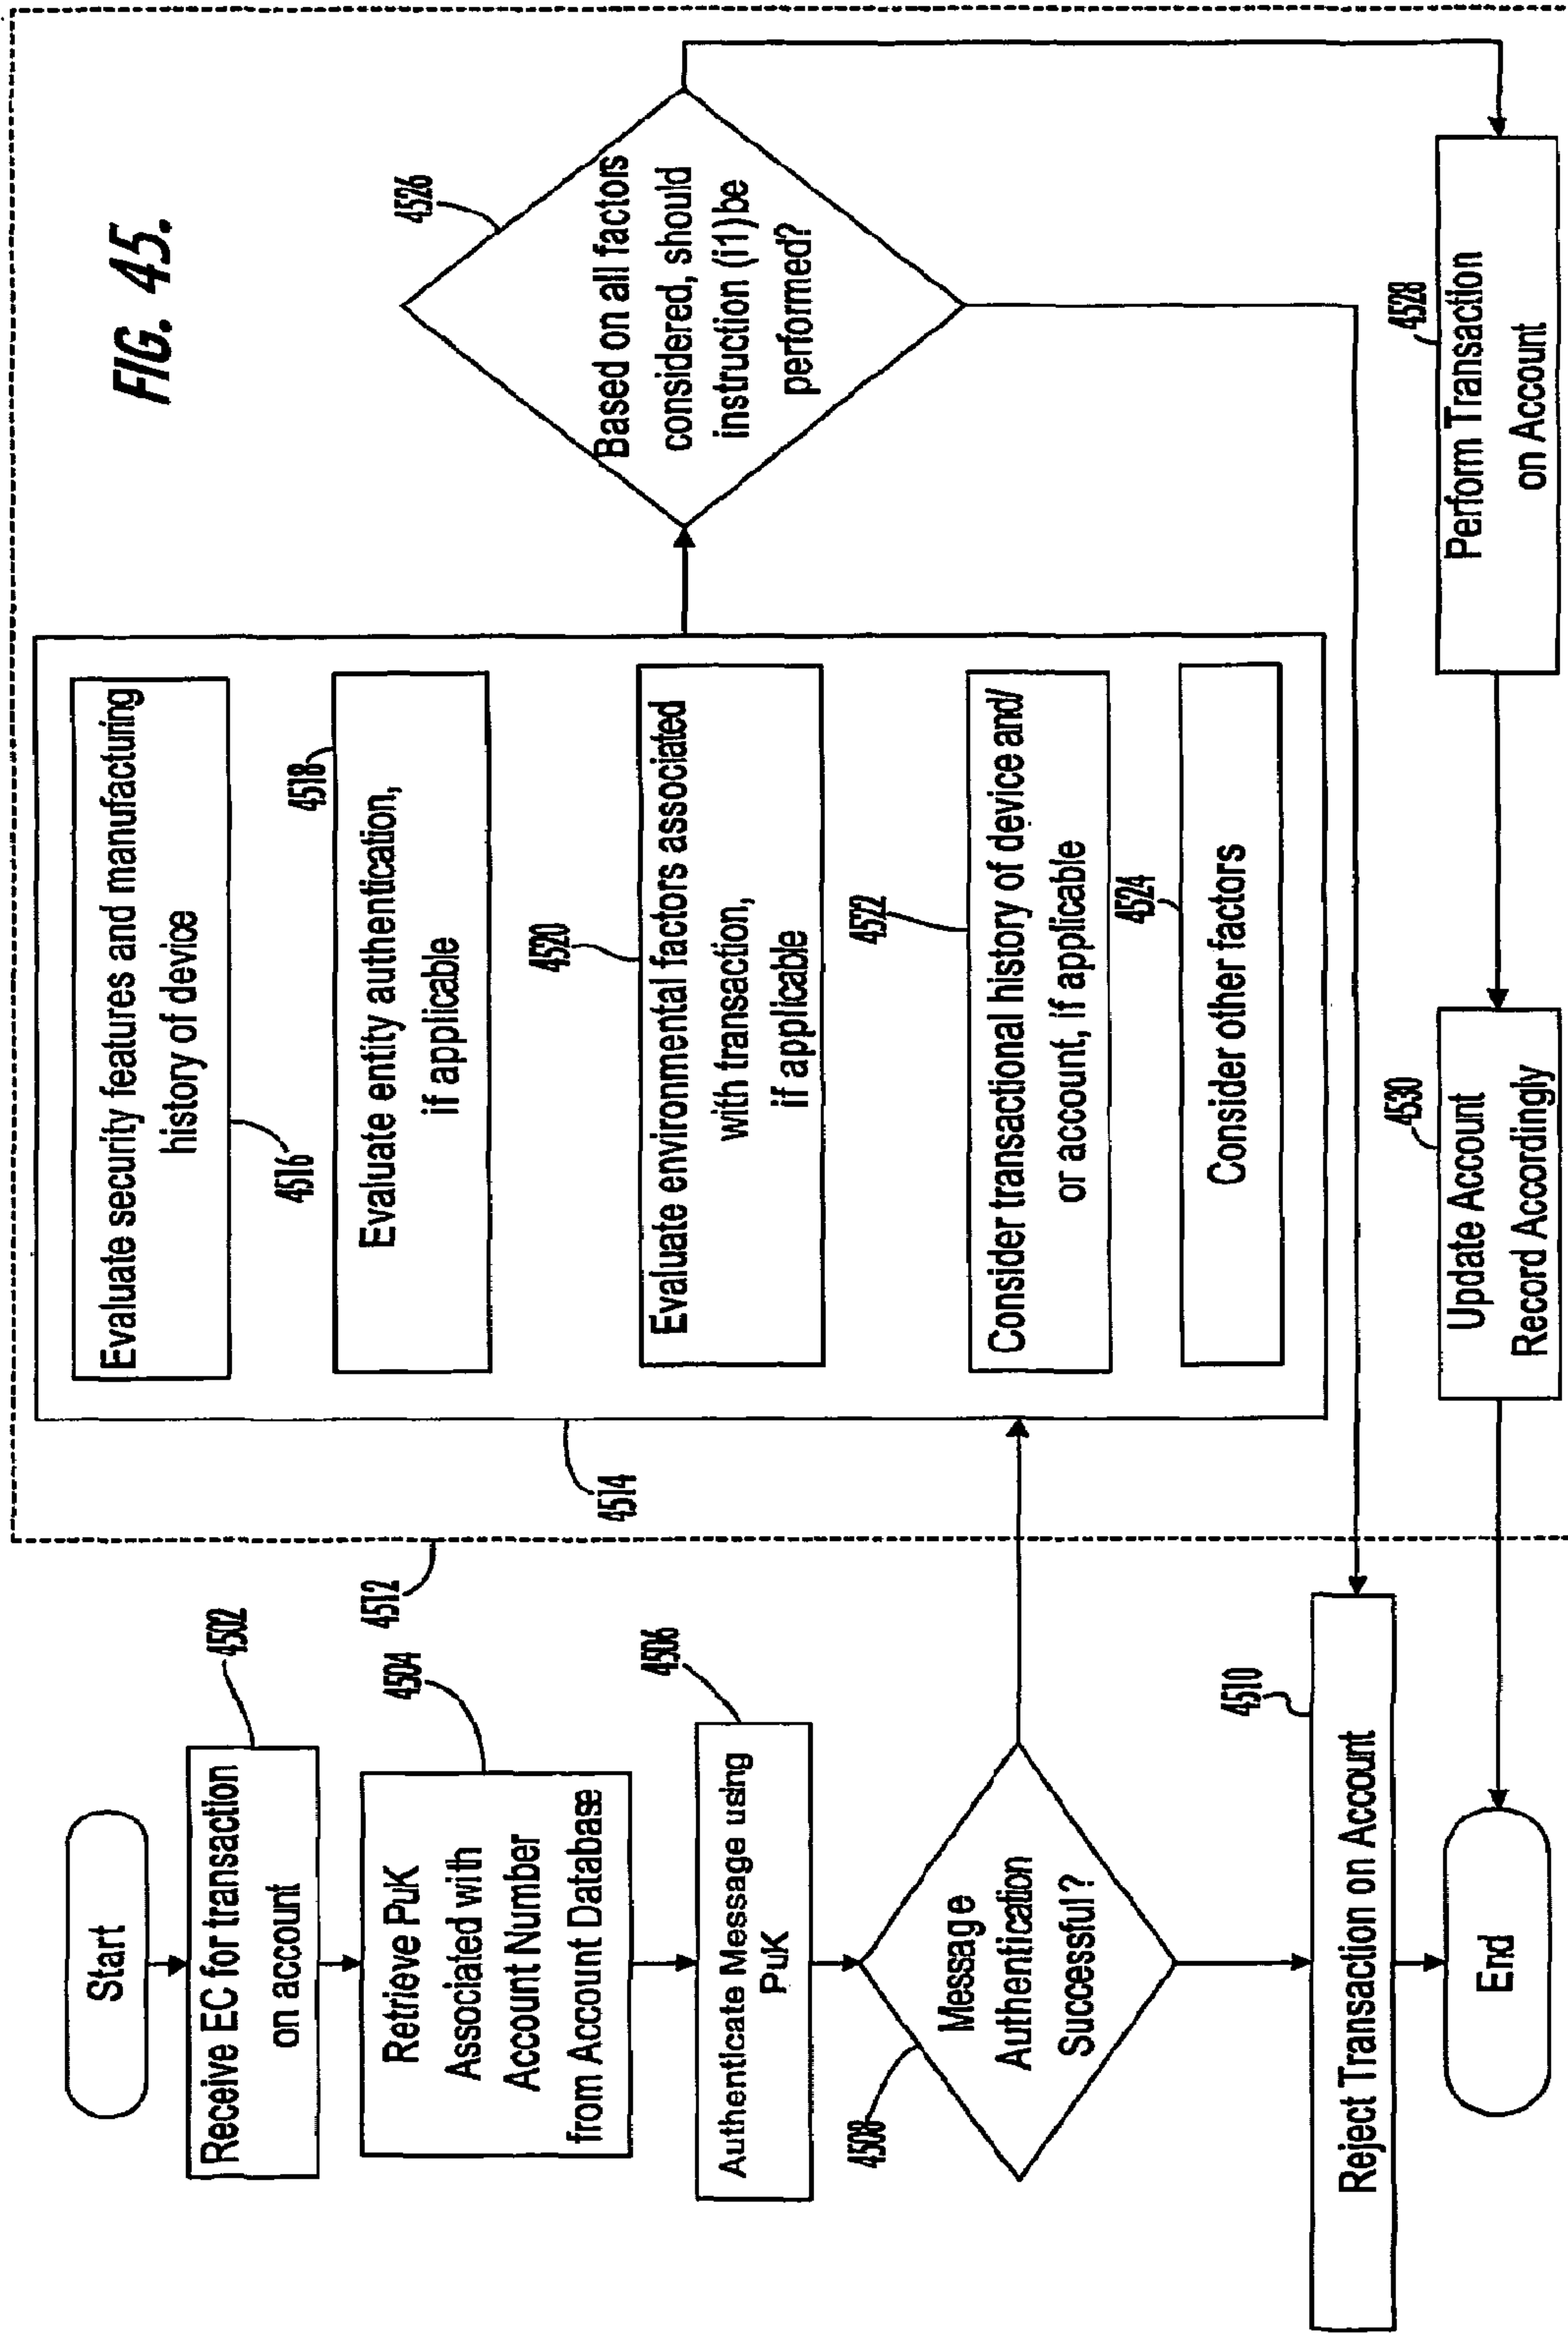 FIG. 45.
Start
4502
Receive EC for transaction
on account
4504
Retrieve PuK
Associated with
Account Number
from Account Database
4506
Authenticate Message using
PuK
4508
Message
Authentication
Successful?
4510
Reject Transaction on Account
End
4512
4514
Evaluate security features and manufacturing
history of device
4516
4518
Evaluate entity authentication,
if applicable
4520
Evaluate environmental factors associated
with transaction,
if applicable
4522
Consider transactional history of device and/
or account, if applicable
4524
Consider other factors
4526
Based on all factors
considered, should
instruction (i1) be
performed?
4528
Perform Transaction
on Account
4530
Update Account
Record Accordingly